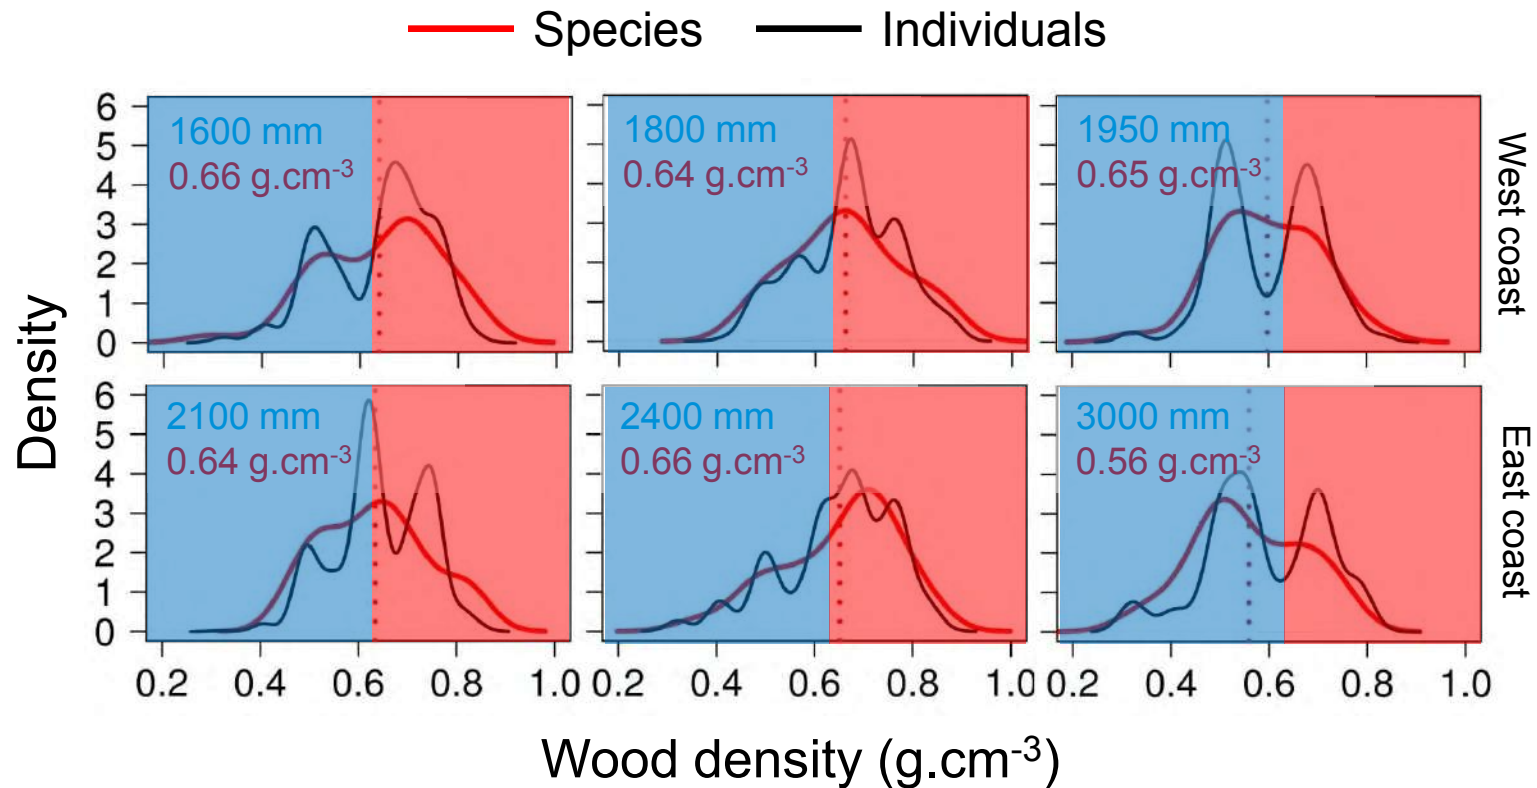 Species Individuals
6
5
4
3
2
1
0
1600 mm
0.66 g.cm-3
1800 mm
0.64 g.cm-3
1950 mm
0.65 g.cm-3
West coast
Density
6
5
4
3
2
1
0
2100 mm
0.64 g.cm-3
2400 mm
0.66 g.cm-3
3000 mm
0.56 g.cm-3
East coast
0.2 0.4 0.6 0.8 1.0 0.2 0.4 0.6 0.8 1.0 0.2 0.4 0.6 0.8 1.0
Wood density (g.cm-3)